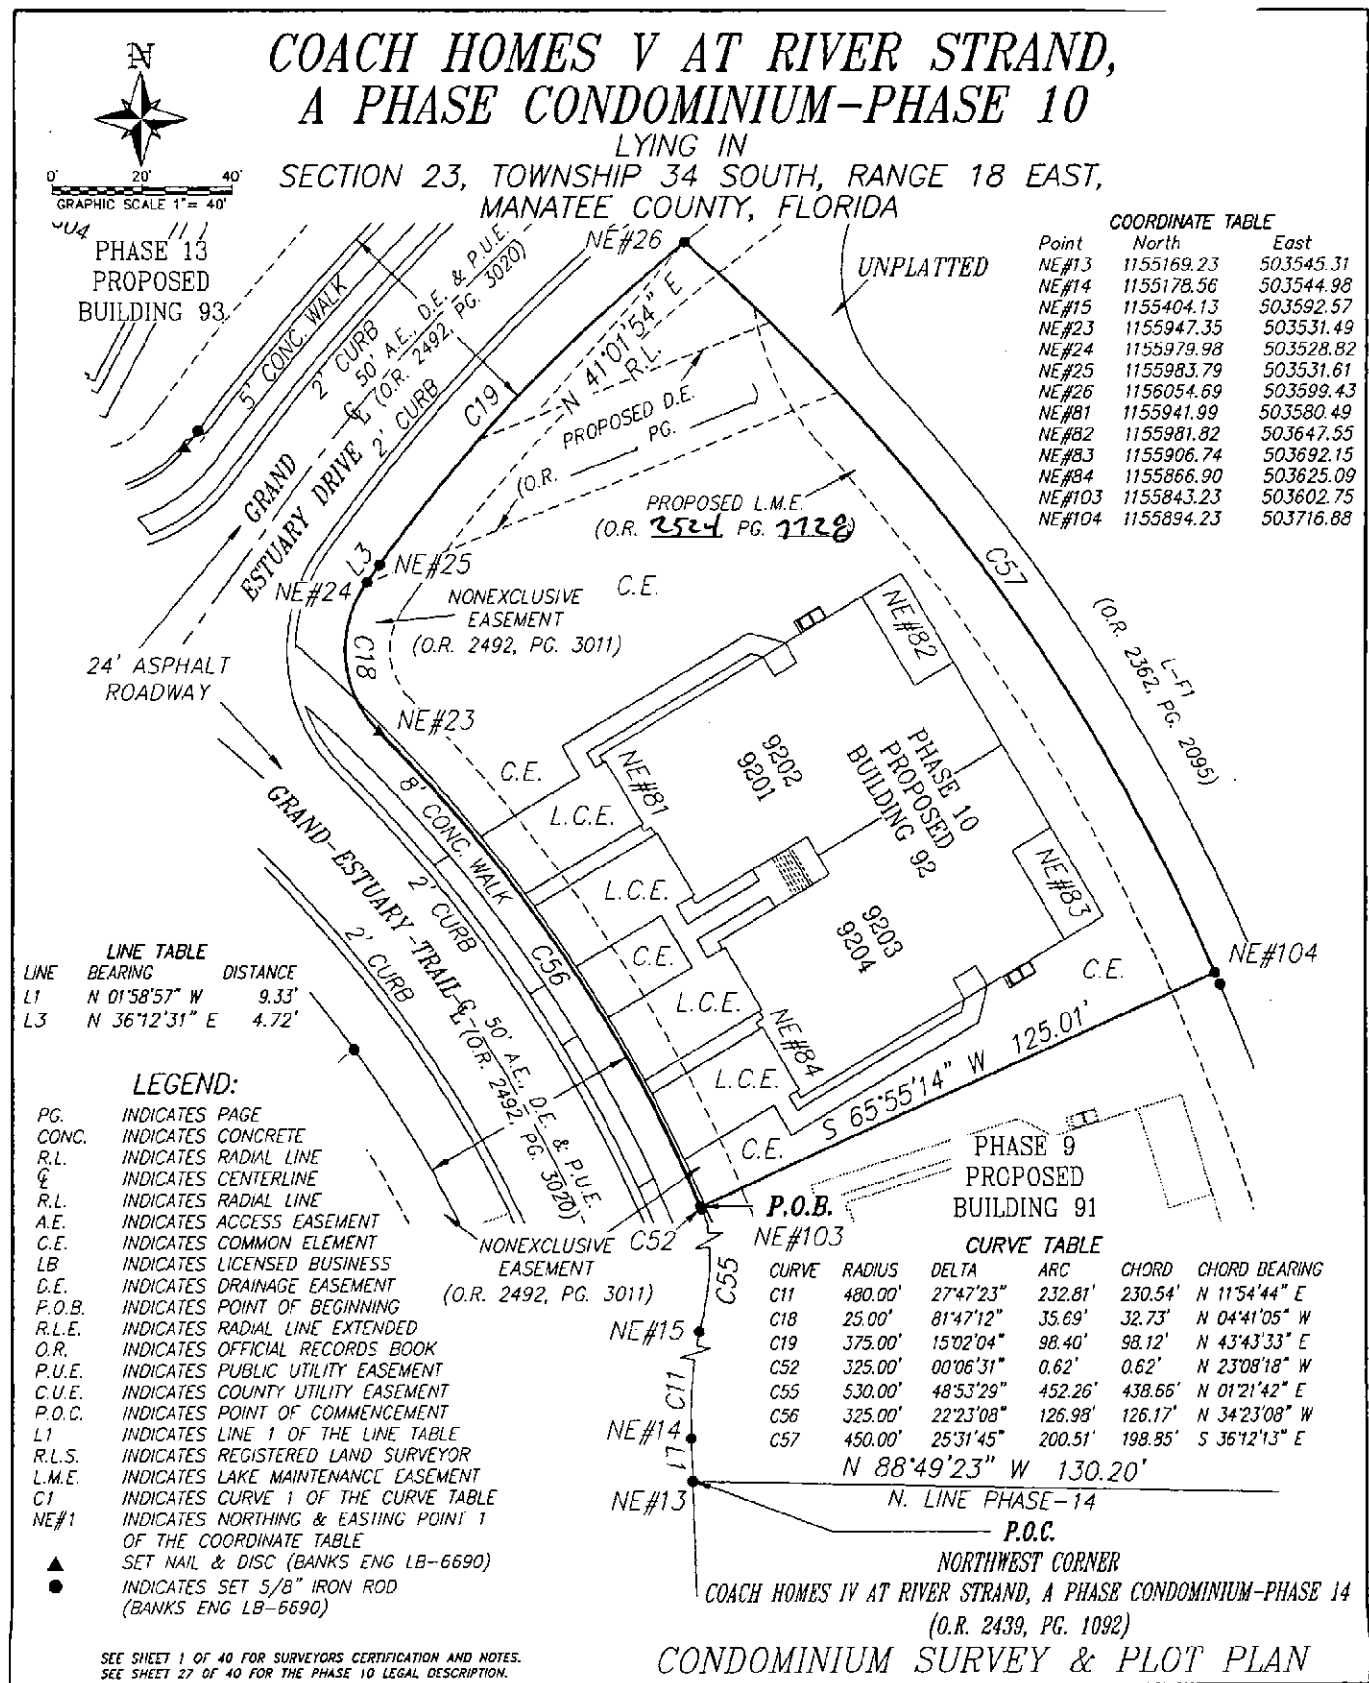 COACH HOMES V AT RIVER STRAND,
A PHASE CONDOMINIUM-PHASE 10
LYING IN
SECTION 23, TOWNSHIP 34 SOUTH, RANGE 18 EAST,
MANATEE COUNTY, FLORIDA
N
0' 20' 40'
GRAPHIC SCALE 1"= 40'
PHASE 13
PROPOSED
BUILDING 93
5' CONC. WALK
2' CURB
50' A.E., D.E. & P.U.E.
(O.R. 2492, PG. 3020)
2' CURB
GRAND
ESTUARY DRIVE
C19
NE#26
N 41°01'54" E
R.L.
PROPOSED D.E.
(O.R. PG.
UNPLATTED
COORDINATE TABLE
Point North East
NE#13 1155169.23 503545.31
NE#14 1155178.56 503544.98
NE#15 1155404.13 503592.57
NE#23 1155947.35 503531.49
NE#24 1155979.98 503528.82
NE#25 1155983.79 503531.61
NE#26 1156054.69 503599.43
NE#81 1155941.99 503580.49
NE#82 1155981.82 503647.55
NE#83 1155906.74 503692.15
NE#84 1155866.90 503625.09
NE#103 1155843.23 503602.75
NE#104 1155894.23 503716.88
PROPOSED L.M.E.
(O.R. 2524 PG. 7728)
L3
NE#25
NE#24
NONEXCLUSIVE
EASEMENT
(O.R. 2492, PG. 3011)
C.E.
C57
L-F1
(O.R. 2362, PG. 2095)
24' ASPHALT
ROADWAY
C18
NE#23
NE#82
C.E.
NE#81
9202
9201
PHASE 10
PROPOSED
BUILDING 92
8' CONC. WALK
GRAND-ESTUARY-TRAIL
L.C.E.
2' CURB
2' CURB
L.C.E.
NE#83
C56
C.E.
9203
9204
C.E.
NE#104
L.C.E.
NE#84
L.C.E.
S 65°55'14" W 125.01'
50' A.E., D.E. & P.U.E.
(O.R. 2492, PG. 3020)
C.E.
LINE TABLE
LINE BEARING DISTANCE
L1 N 01°58'57" W 9.33'
L3 N 36°12'31" E 4.72'
LEGEND:
PG. INDICATES PAGE
CONC. INDICATES CONCRETE
R.L. INDICATES RADIAL LINE
℄ INDICATES CENTERLINE
R.L. INDICATES RADIAL LINE
A.E. INDICATES ACCESS EASEMENT
C.E. INDICATES COMMON ELEMENT
LB INDICATES LICENSED BUSINESS
D.E. INDICATES DRAINAGE EASEMENT
P.O.B. INDICATES POINT OF BEGINNING
R.L.E. INDICATES RADIAL LINE EXTENDED
O.R. INDICATES OFFICIAL RECORDS BOOK
P.U.E. INDICATES PUBLIC UTILITY EASEMENT
C.U.E. INDICATES COUNTY UTILITY EASEMENT
P.O.C. INDICATES POINT OF COMMENCEMENT
L1 INDICATES LINE 1 OF THE LINE TABLE
R.L.S. INDICATES REGISTERED LAND SURVEYOR
L.M.E. INDICATES LAKE MAINTENANCE EASEMENT
C1 INDICATES CURVE 1 OF THE CURVE TABLE
NE#1 INDICATES NORTHING & EASTING POINT 1
OF THE COORDINATE TABLE
SET NAIL & DISC (BANKS ENG LB-6690)
INDICATES SET 5/8" IRON ROD
(BANKS ENG LB-6690)
PHASE 9
PROPOSED
BUILDING 91
P.O.B.
NE#103
C52
NONEXCLUSIVE
EASEMENT
(O.R. 2492, PG. 3011)
C55
NE#15
C11
NE#14
L1
NE#13
CURVE TABLE
CURVE RADIUS DELTA ARC CHORD CHORD BEARING
C11 480.00' 27°47'23" 232.81' 230.54' N 11°54'44" E
C18 25.00' 81°47'12" 35.69' 32.73' N 04°41'05" W
C19 375.00' 15°02'04" 98.40' 98.12' N 43°43'33" E
C52 325.00' 00°06'31" 0.62' 0.62' N 23°08'18" W
C55 530.00' 48°53'29" 452.26' 438.66' N 01°21'42" E
C56 325.00' 22°23'08" 126.98' 126.17' N 34°23'08" W
C57 450.00' 25°31'45" 200.51' 198.85' S 36°12'13" E
N 88°49'23" W 130.20'
N. LINE PHASE-14
P.O.C.
NORTHWEST CORNER
COACH HOMES IV AT RIVER STRAND, A PHASE CONDOMINIUM-PHASE 14
(O.R. 2439, PG. 1092)
SEE SHEET 1 OF 40 FOR SURVEYORS CERTIFICATION AND NOTES.
SEE SHEET 27 OF 40 FOR THE PHASE 10 LEGAL DESCRIPTION.
CONDOMINIUM SURVEY & PLOT PLAN